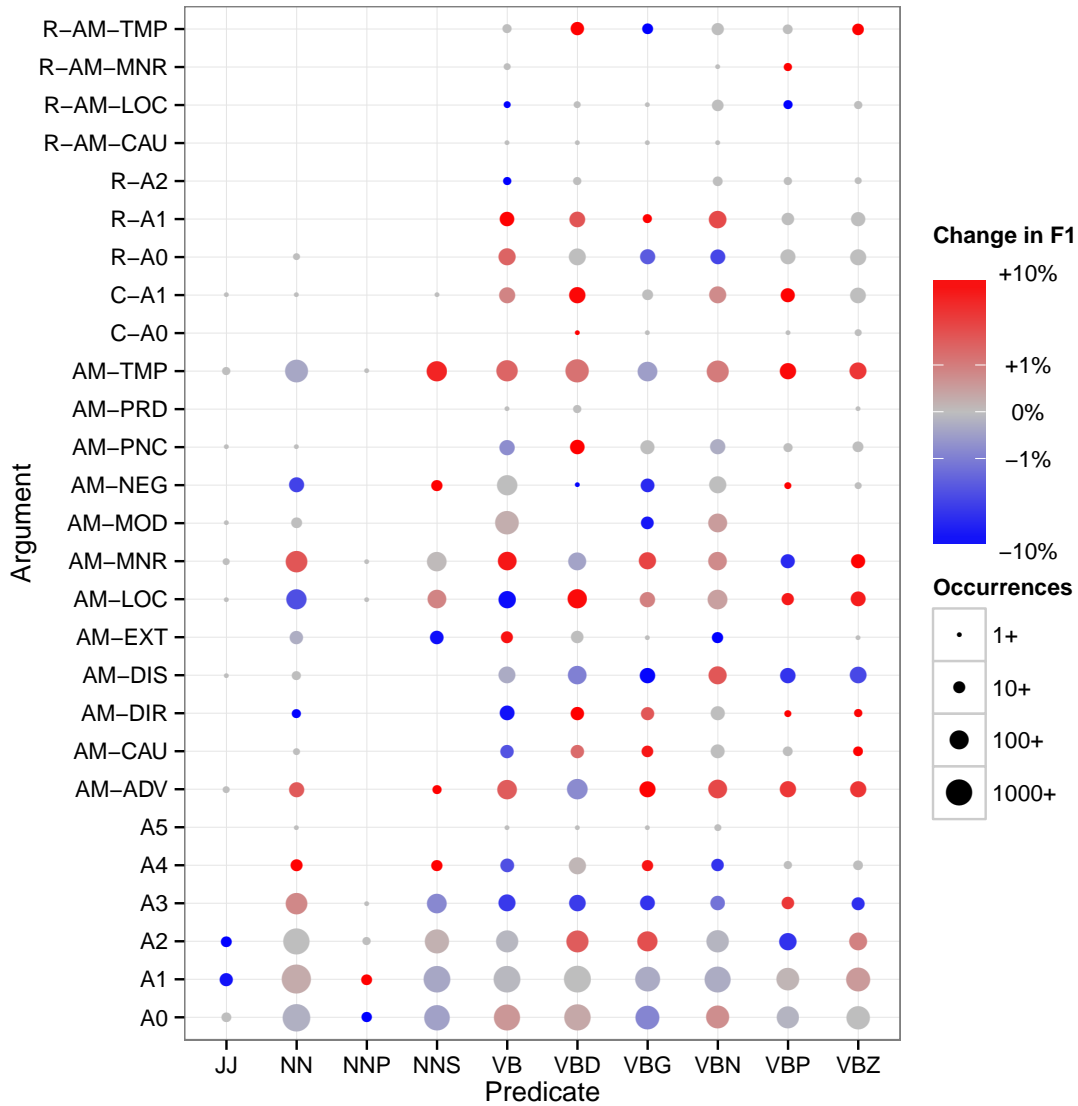 R−AM−TMP
R−AM−MNR
R−AM−LOC
R−AM−CAU
R−A2
R−A1
R−A0
C−A1
C−A0
AM−TMP
AM−PRD
AM−PNC
AM−NEG
AM−MOD
AM−MNR
AM−LOC
AM−EXT
AM−DIS
AM−DIR
AM−CAU
AM−ADV
A5
A4
A3
A2
A1
A0
Argument
JJ NN NNP NNS VB VBD VBG VBN VBP VBZ
Predicate
Change in F1
+10%
+1%
0%
−1%
−10%
Occurrences
1+
10+
100+
1000+